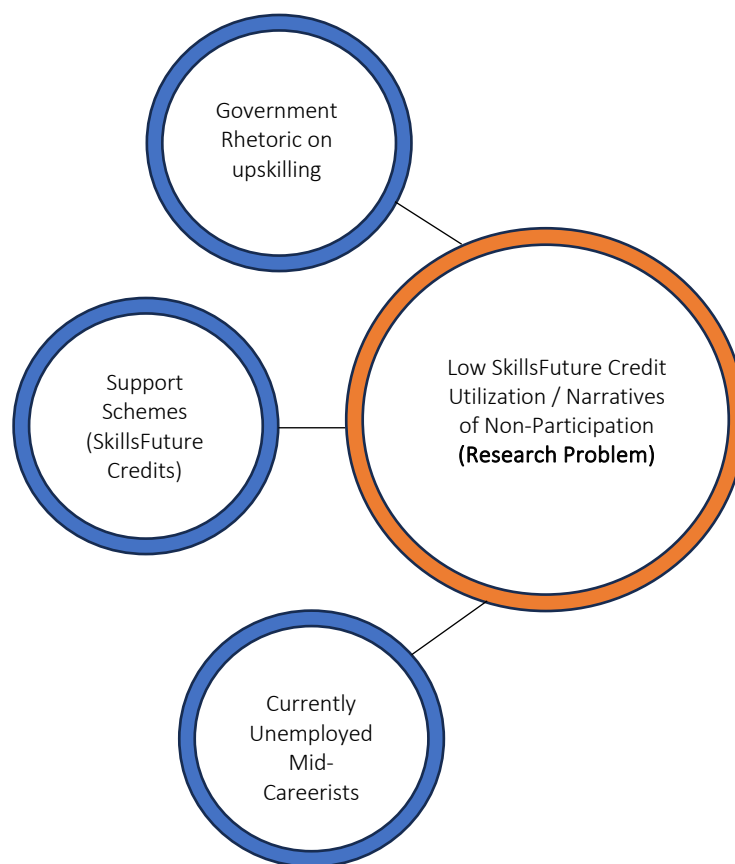 Government
Rhetoric on
upskilling
Low SkillsFuture Credit
Utilization / Narratives
of Non-Participation
(Research Problem)
Support
Schemes
(SkillsFuture
Credits)
Currently
Unemployed
Mid-
Careerists